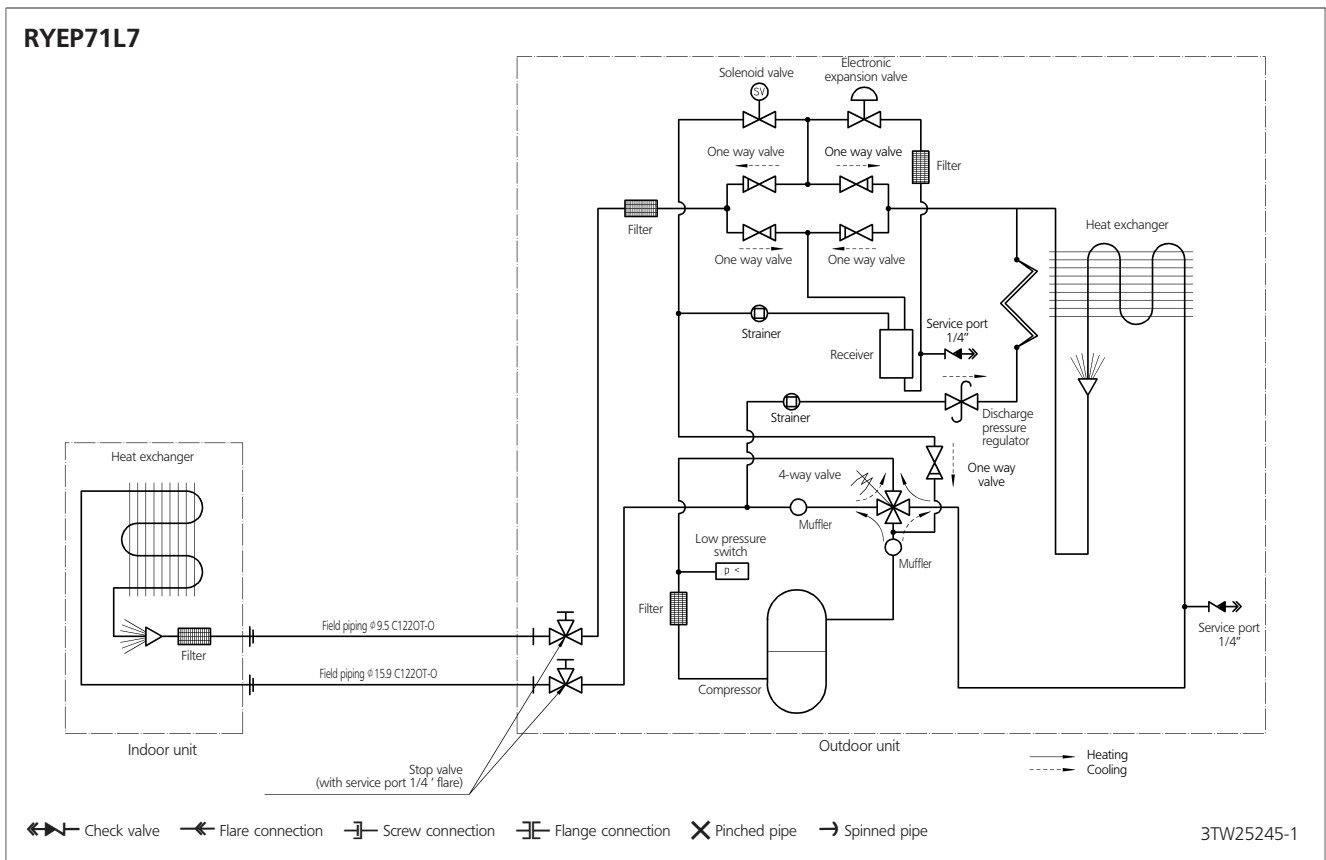 RYEP71L7
Solenoid valve
SV
Electronic
expansion valve
One way valve
One way valve
Filter
Filter
One way valve
One way valve
Heat exchanger
Strainer
Service port
1/4"
Receiver
Strainer
Discharge
pressure
regulator
Heat exchanger
4-way valve
One way
valve
Muffler
Low pressure
switch
p <
Muffler
Filter
Field piping φ9.5 C1220T-O
Filter
Service port
1/4"
Field piping φ15.9 C1220T-O
Compressor
Indoor unit
Outdoor unit
Heating
Cooling
Stop valve
(with service port 1/4 ' flare)
Check valve
Flare connection
Screw connection
Flange connection
Pinched pipe
Spinned pipe
3TW25245-1